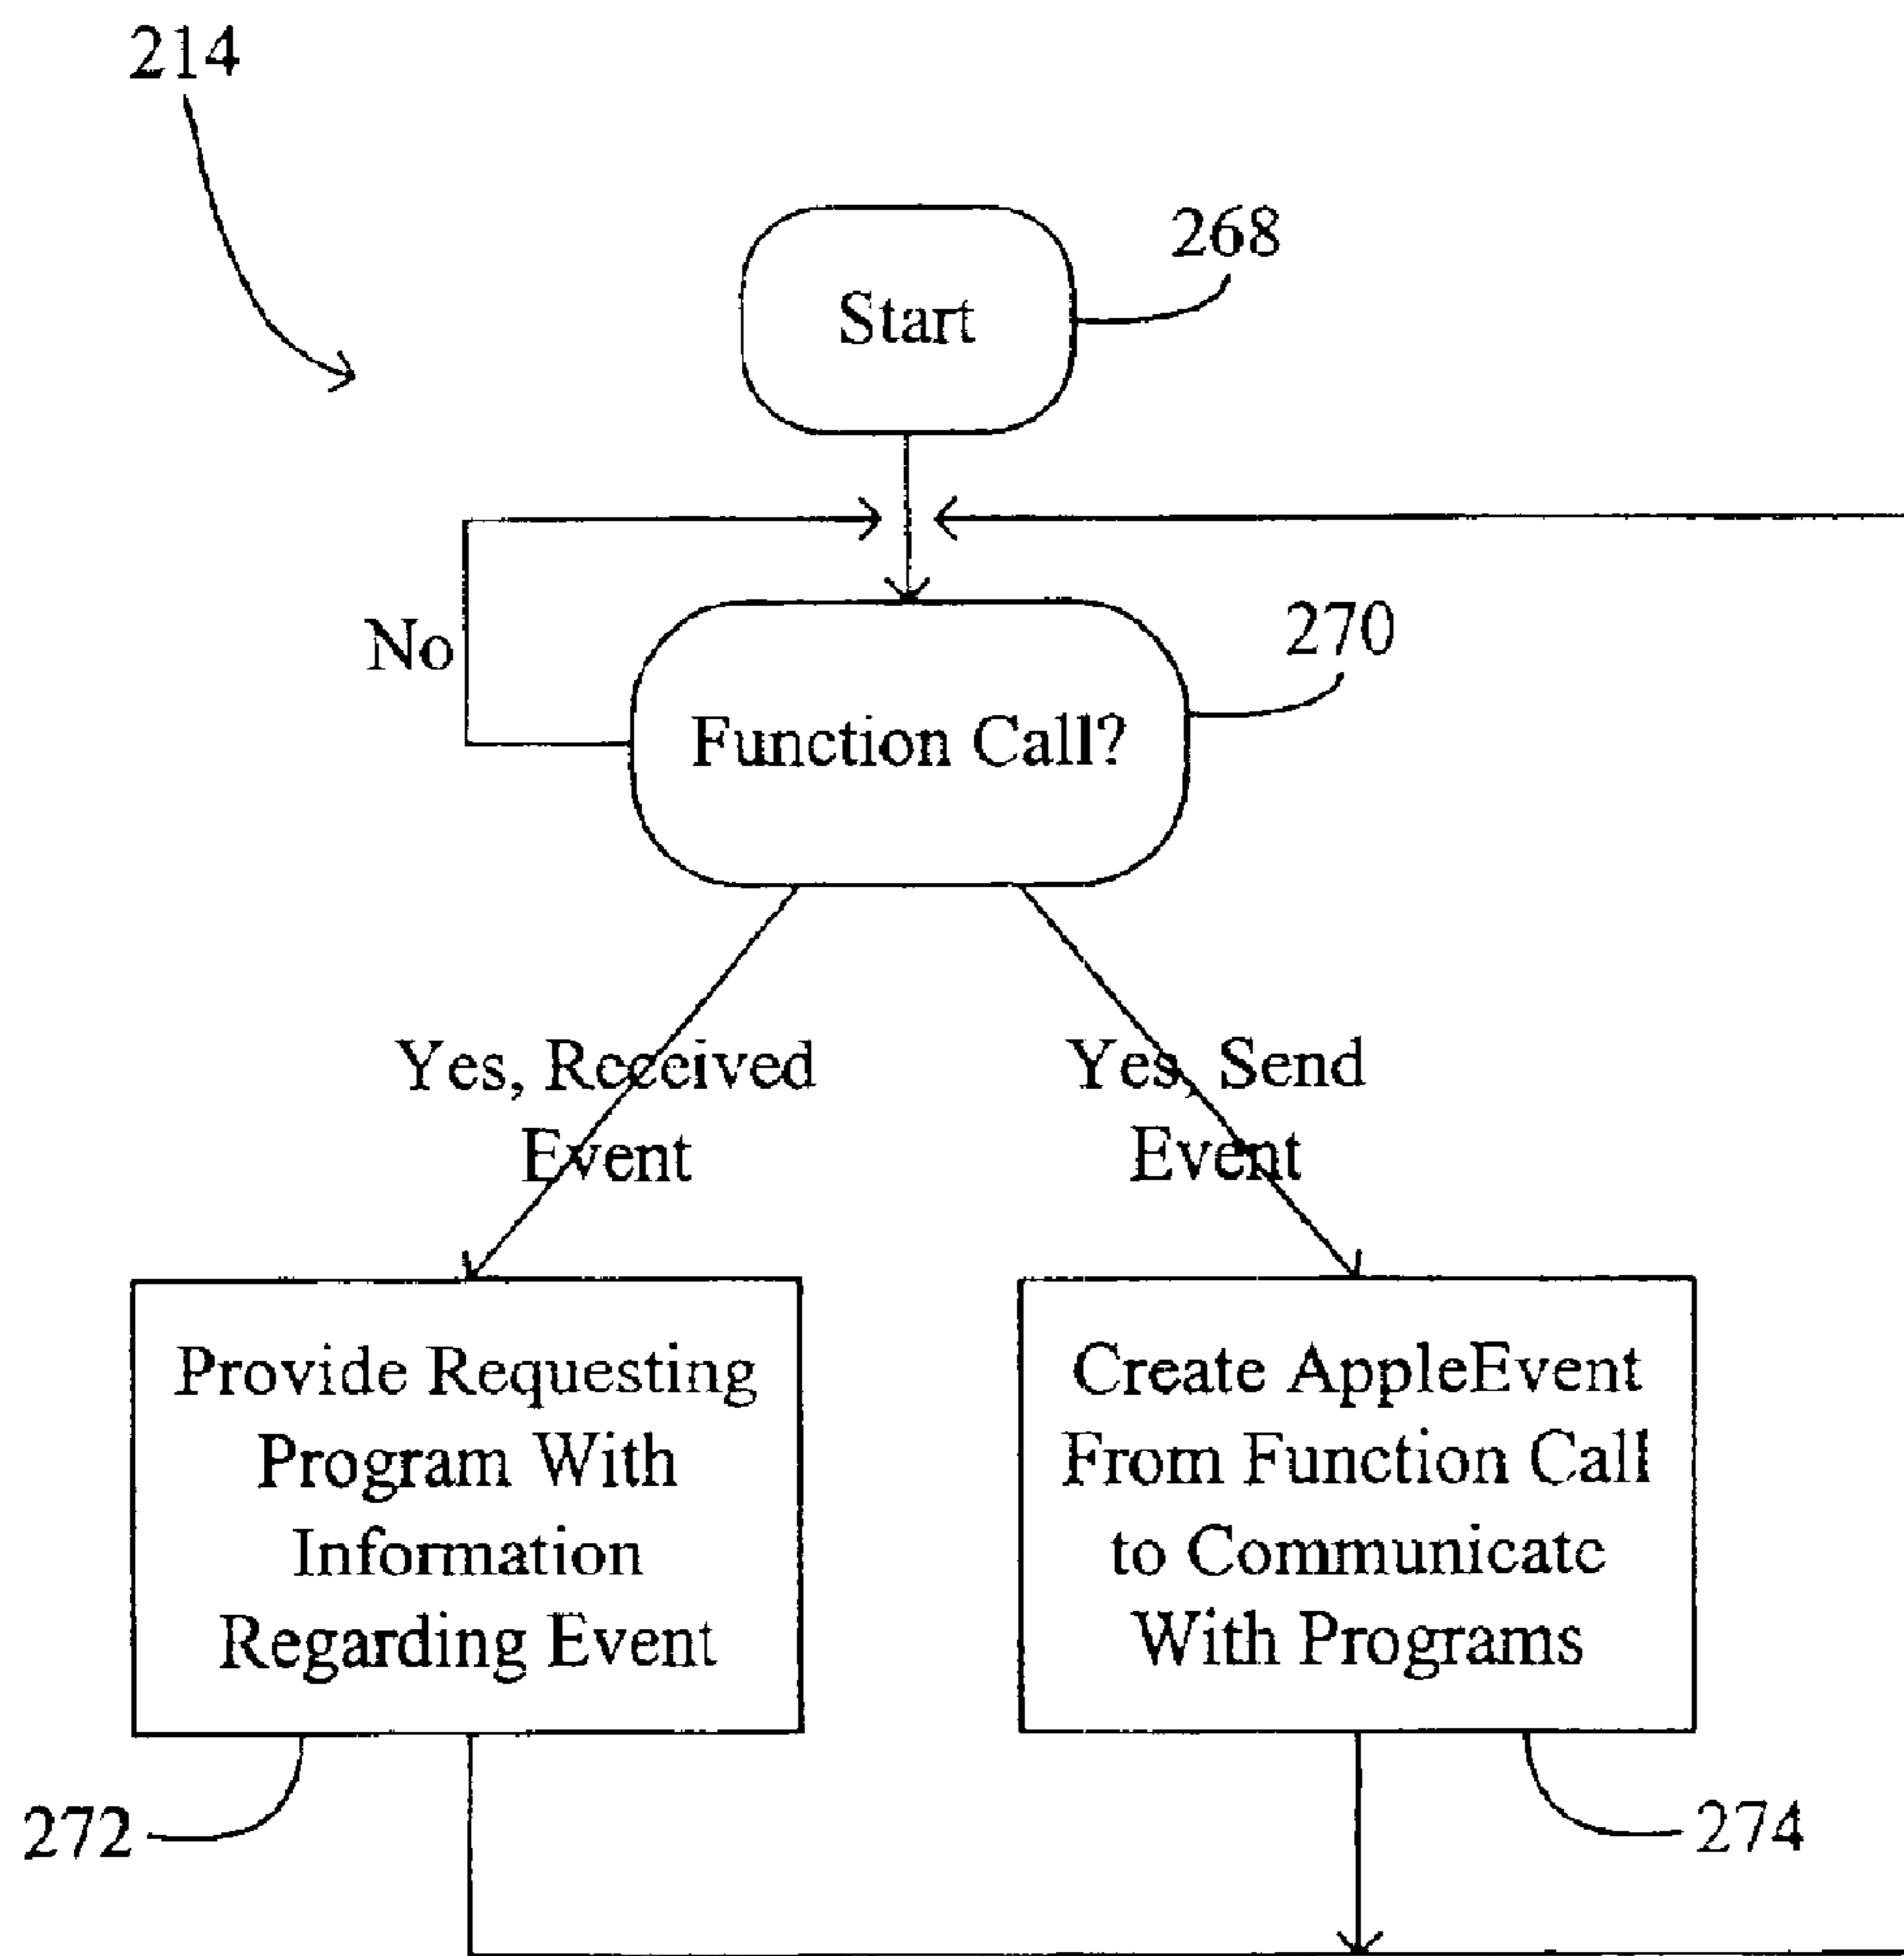 214
268
Start
No
270
Function Call?
Yes, Received
Event
Yes, Send
Event
Provide Requesting
Program With
Information
Regarding Event
Create AppleEvent
From Function Call
to Communicate
With Programs
272
274